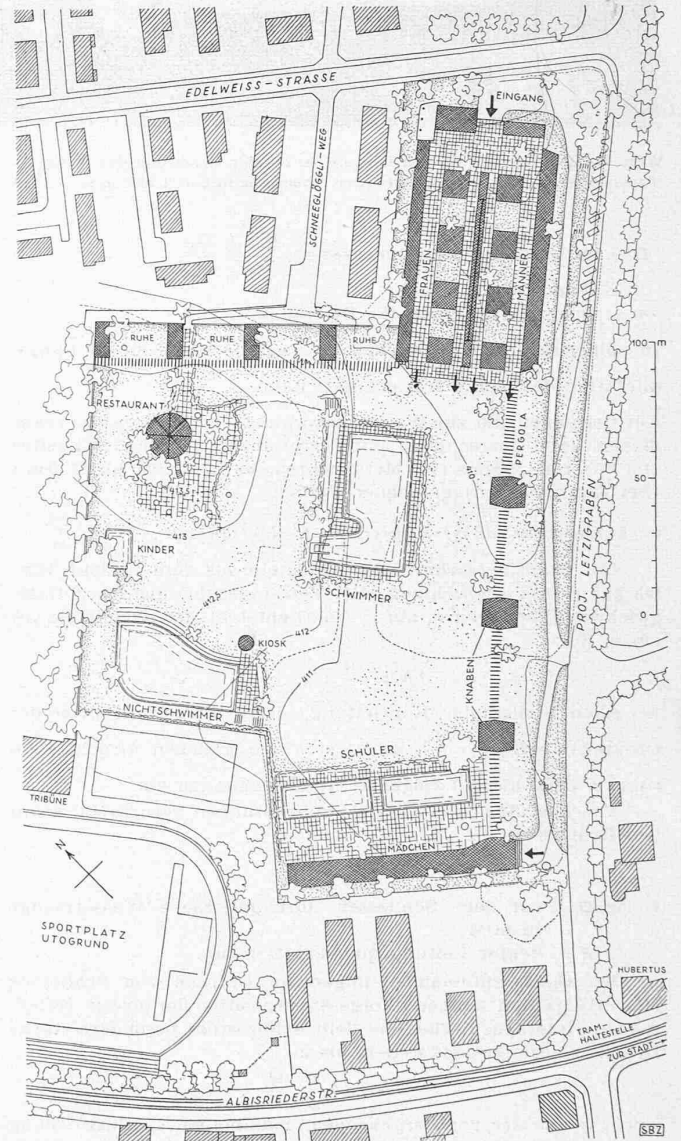 EDELWEISS-STRASSE
EINGANG
SCHNEEGLÖGGLI-WEG
FRAUEN
MÄNNER
RUHE
RUHE
RUHE
100 m
RESTAURANT
PERGOLA
50
413
KINDER
PROJ. LETZIGRABEN
SCHWIMMER
412.5
412
0
KIOSK
411
KNABEN
NICHTSCHWIMMER
SCHÜLER
TRIBÜNE
MÄDCHEN
N
SPORTPLATZ
UTOGRUND
HUBERTUS
TRAM-
HALTESTELLE
ZUR STADT
ALBISRIEDERSTR.
SBZ